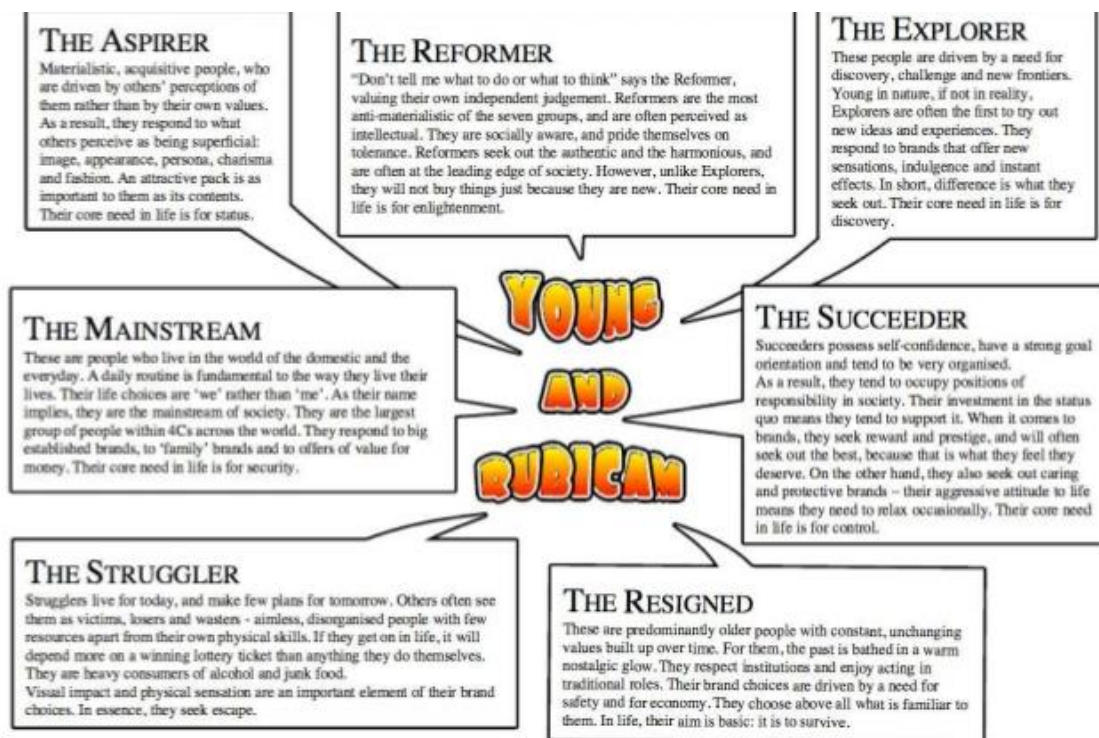 THE ASPIRER
Materialistic, acquisitive people, who
are driven by others' perceptions of
them rather than by their own values.
As a result, they respond to what
others perceive as being superficial:
image, appearance, persona, charisma
and fashion. An attractive pack is as
important to them as its contents.
Their core need in life is for status.
THE REFORMER
"Don't tell me what to do or what to think" says the Reformer,
valuing their own independent judgement. Reformers are the most
anti-materialistic of the seven groups, and are often perceived as
intellectual. They are socially aware, and pride themselves on
tolerance. Reformers seek out the authentic and the harmonious, and
are often at the leading edge of society. However, unlike Explorers,
they will not buy things just because they are new. Their core need in
life is for enlightenment.
THE EXPLORER
These people are driven by a need for
discovery, challenge and new frontiers.
Young in nature, if not in reality,
Explorers are often the first to try out
new ideas and experiences. They
respond to brands that offer new
sensations, indulgence and instant
effects. In short, difference is what they
seek out. Their core need in life is for
discovery.
THE MAINSTREAM
These are people who live in the world of the domestic and the
everyday. A daily routine is fundamental to the way they live their
lives. Their life choices are 'we' rather than 'me'. As their name
implies, they are the mainstream of society. They are the largest
group of people within 4Cs across the world. They respond to big
established brands, to 'family' brands and to offers of value for
money. Their core need in life is for security.
YOUNG
AND
RUBICAM
THE SUCCEEDER
Succeeders possess self-confidence, have a strong goal
orientation and tend to be very organised.
As a result, they tend to occupy positions of
responsibility in society. Their investment in the status
quo means they tend to support it. When it comes to
brands, they seek reward and prestige, and will often
seek out the best, because that is what they feel they
deserve. On the other hand, they also seek out caring
and protective brands – their aggressive attitude to life
means they need to relax occasionally. Their core need
in life is for control.
THE STRUGGLER
Strugglers live for today, and make few plans for tomorrow. Others often see
them as victims, losers and wasters - aimless, disorganised people with few
resources apart from their own physical skills. If they get on in life, it will
depend more on a winning lottery ticket than anything they do themselves.
They are heavy consumers of alcohol and junk food.
Visual impact and physical sensation are an important element of their brand
choices. In essence, they seek escape.
THE RESIGNED
These are predominantly older people with constant, unchanging
values built up over time. For them, the past is bathed in a warm
nostalgic glow. They respect institutions and enjoy acting in
traditional roles. Their brand choices are driven by a need for
safety and for economy. They choose above all what is familiar to
them. In life, their aim is basic: it is to survive.